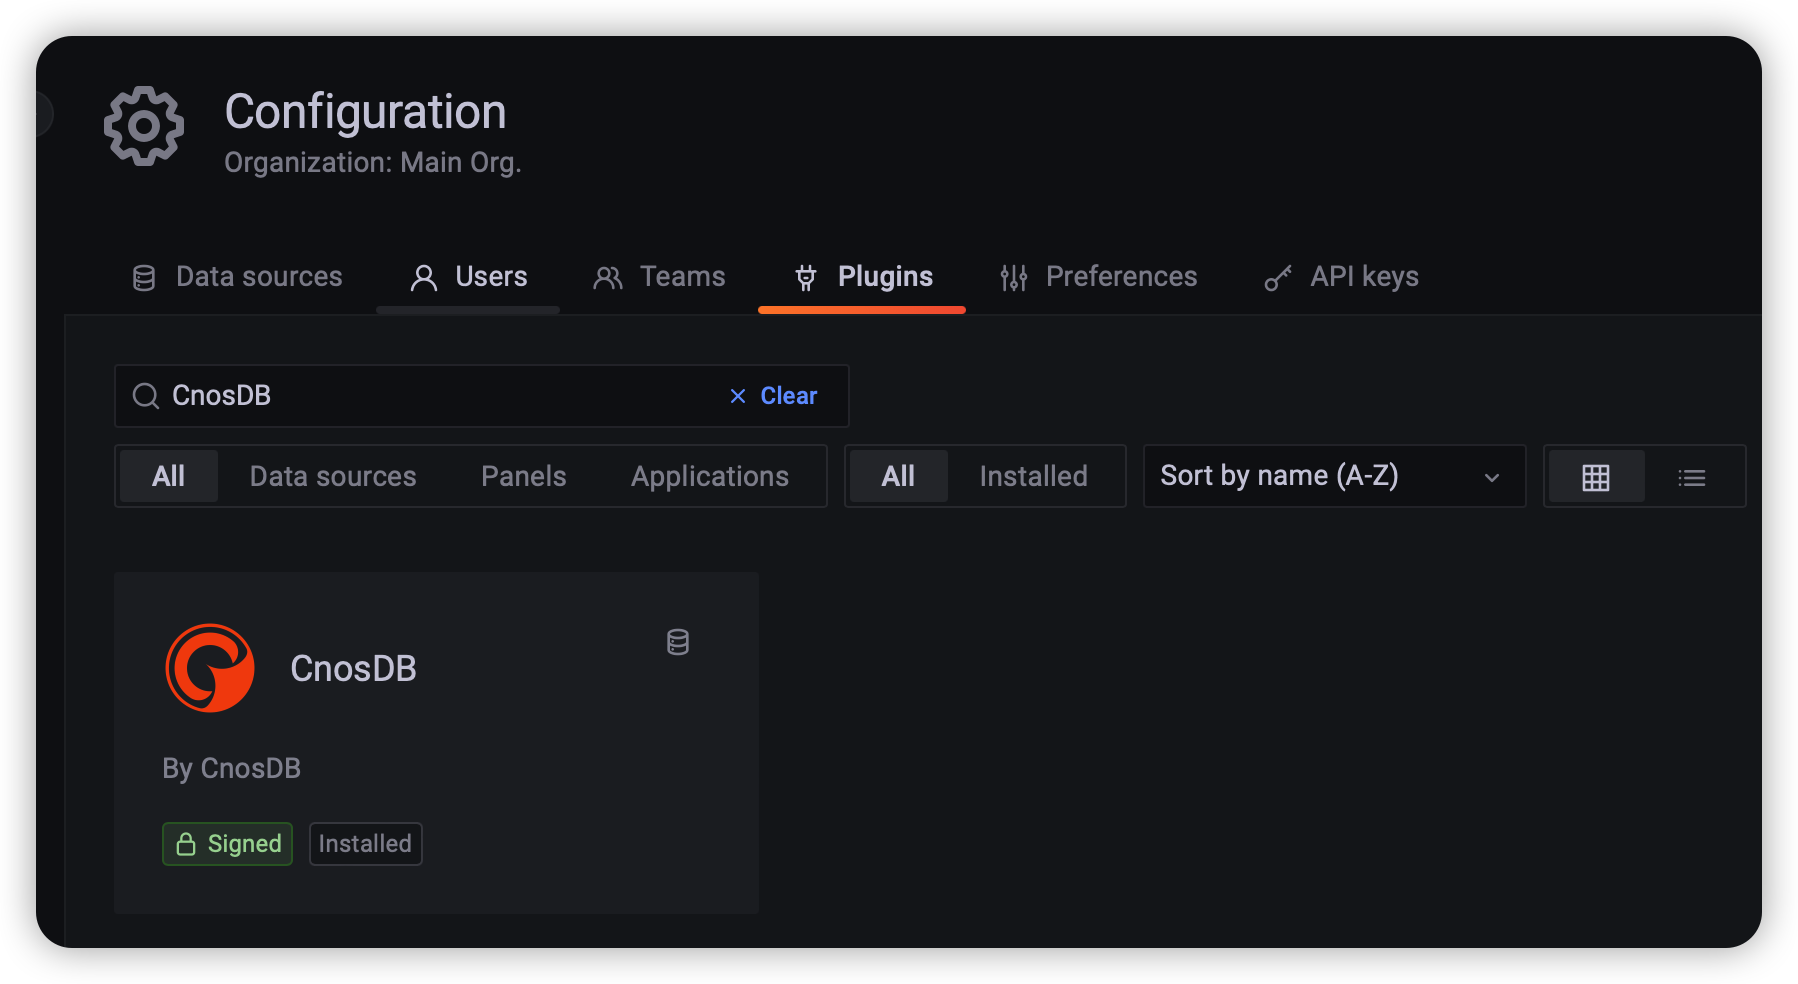 Configuration
Organization: Main Org.
Data sources Users Teams Plugins Preferences API keys
CnosDB Clear
All Data sources Panels Applications All Installed Sort by name (A-Z)
CnosDB
By CnosDB
Signed Installed